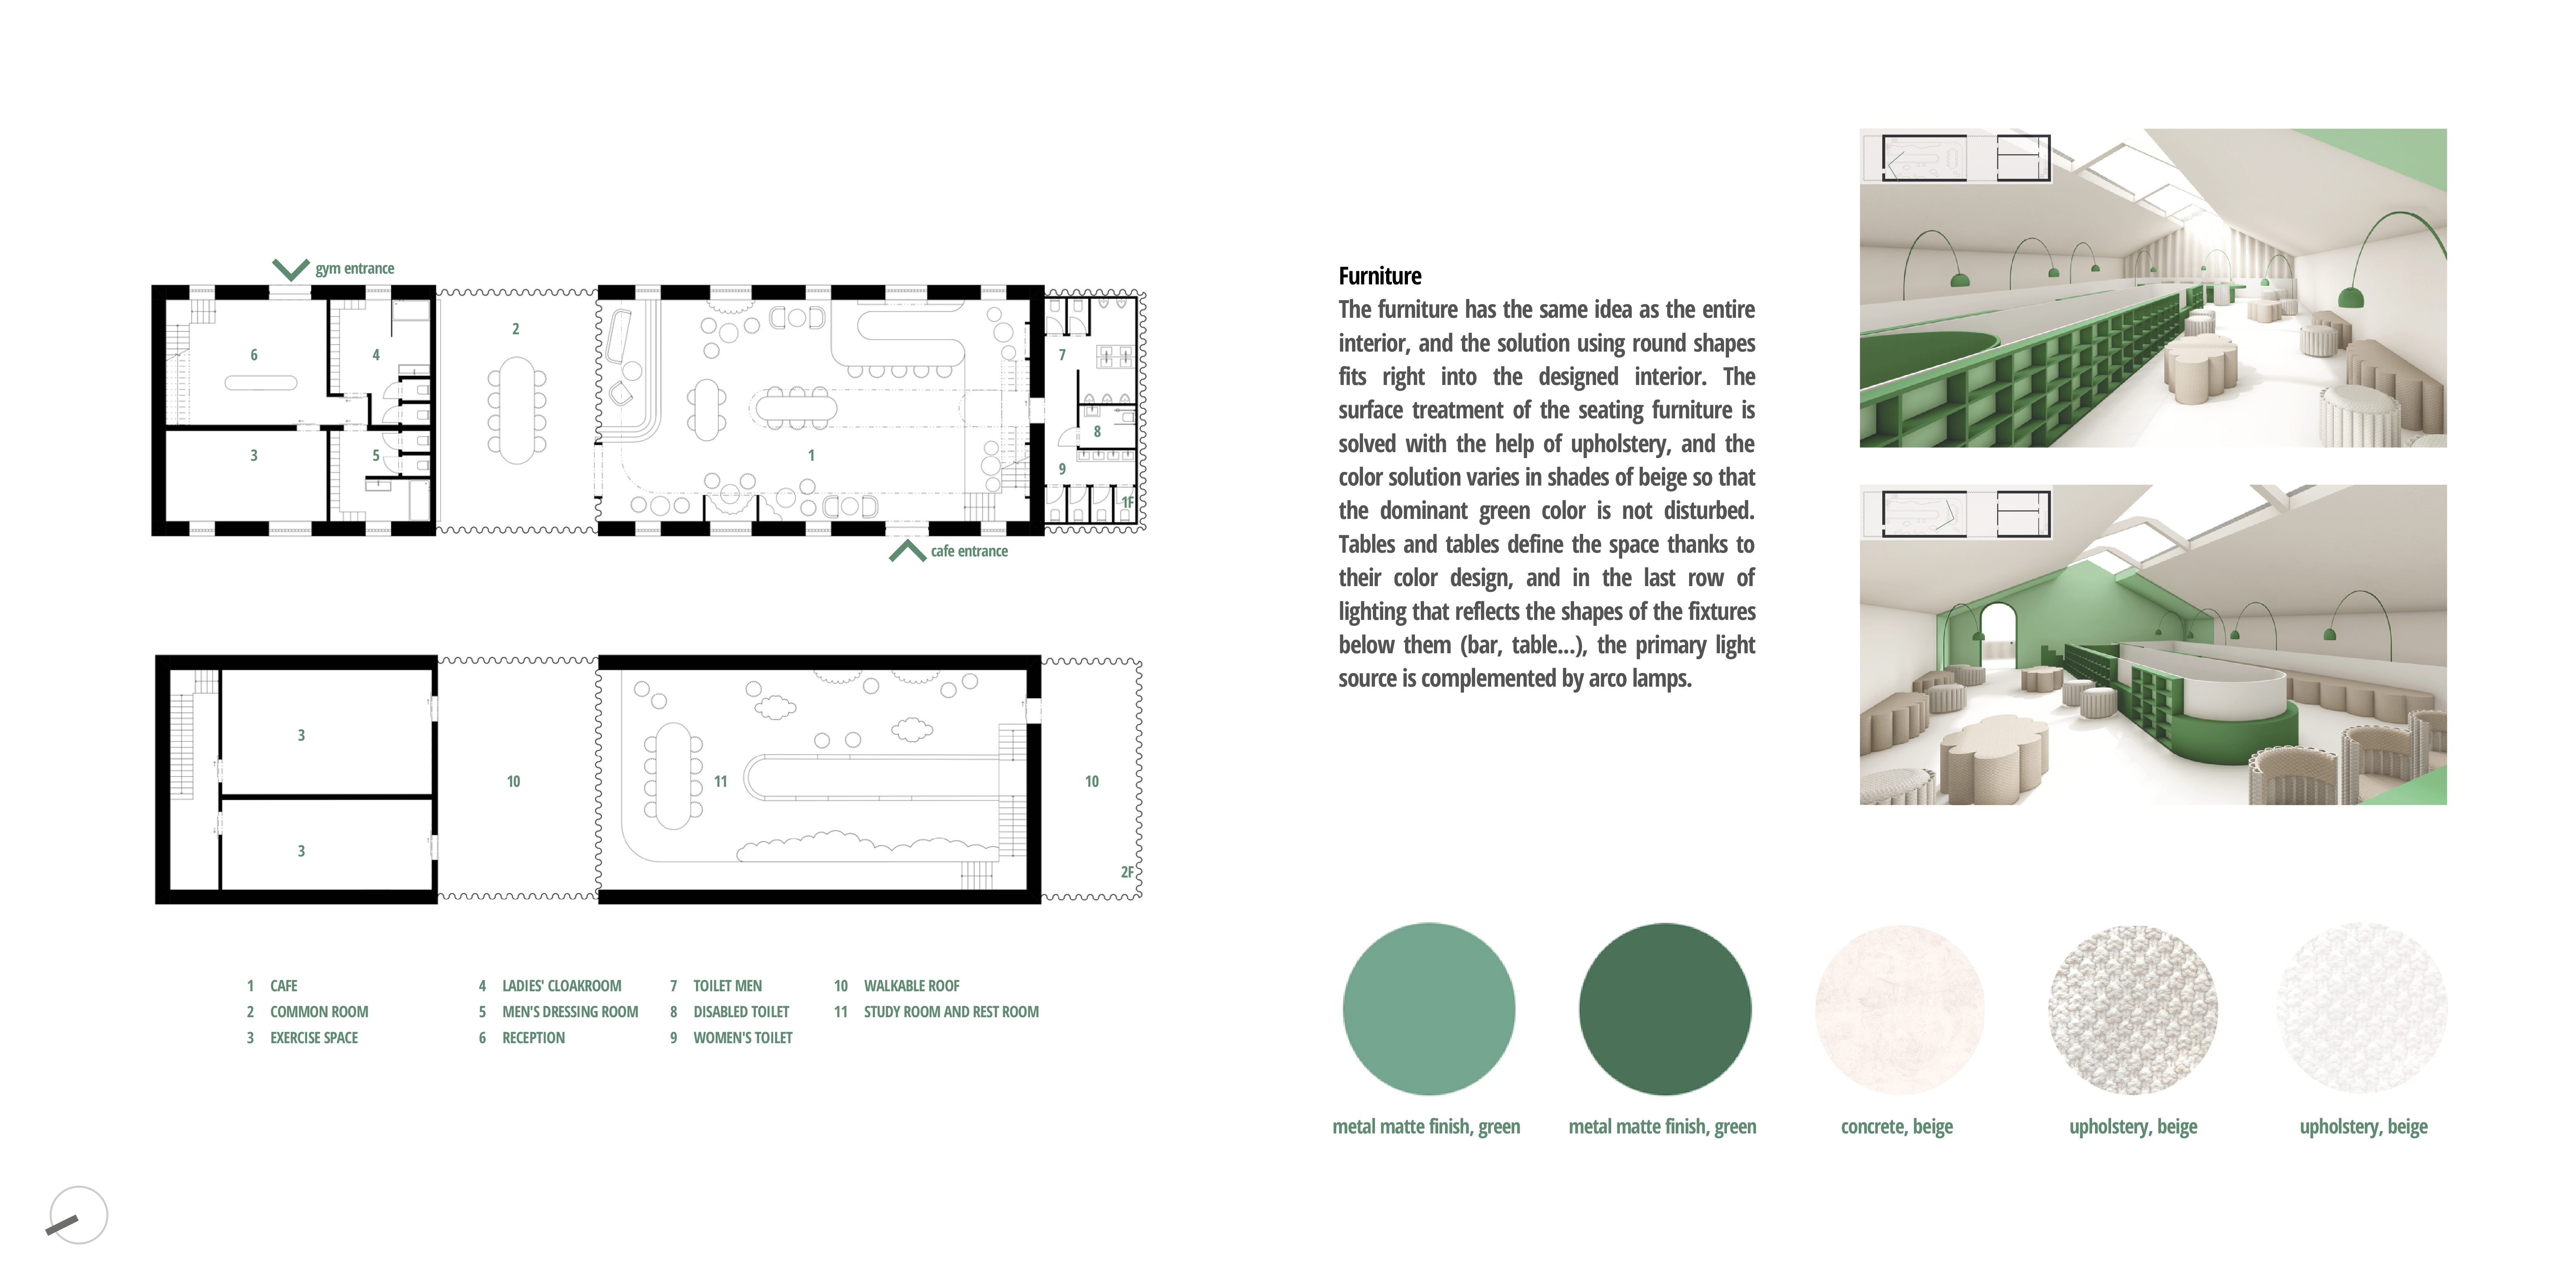 gym entrance
2
6
4
7
8
3
5
1
9
1F
cafe entrance
3
10
11
10
3
2F
1 CAFE
2 COMMON ROOM
3 EXERCISE SPACE
4 LADIES' CLOAKROOM
5 MEN'S DRESSING ROOM
6 RECEPTION
7 TOILET MEN
8 DISABLED TOILET
9 WOMEN'S TOILET
10 WALKABLE ROOF
11 STUDY ROOM AND REST ROOM
Furniture
The furniture has the same idea as the entire
interior, and the solution using round shapes
fits right into the designed interior. The
surface treatment of the seating furniture is
solved with the help of upholstery, and the
color solution varies in shades of beige so that
the dominant green color is not disturbed.
Tables and tables define the space thanks to
their color design, and in the last row of
lighting that reflects the shapes of the fixtures
below them (bar, table...), the primary light
source is complemented by arco lamps.
metal matte finish, green
metal matte finish, green
concrete, beige
upholstery, beige
upholstery, beige